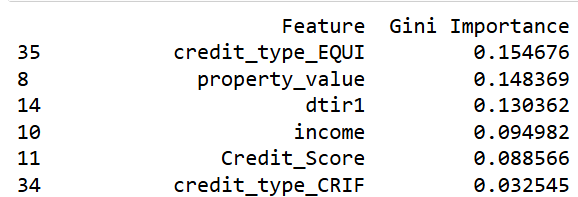 Feature Gini Importance
35 credit_type_EQUI 0.154676
8 property_value 0.148369
14 dtir1 0.130362
10 income 0.094982
11 Credit_Score 0.088566
34 credit_type_CRIF 0.032545